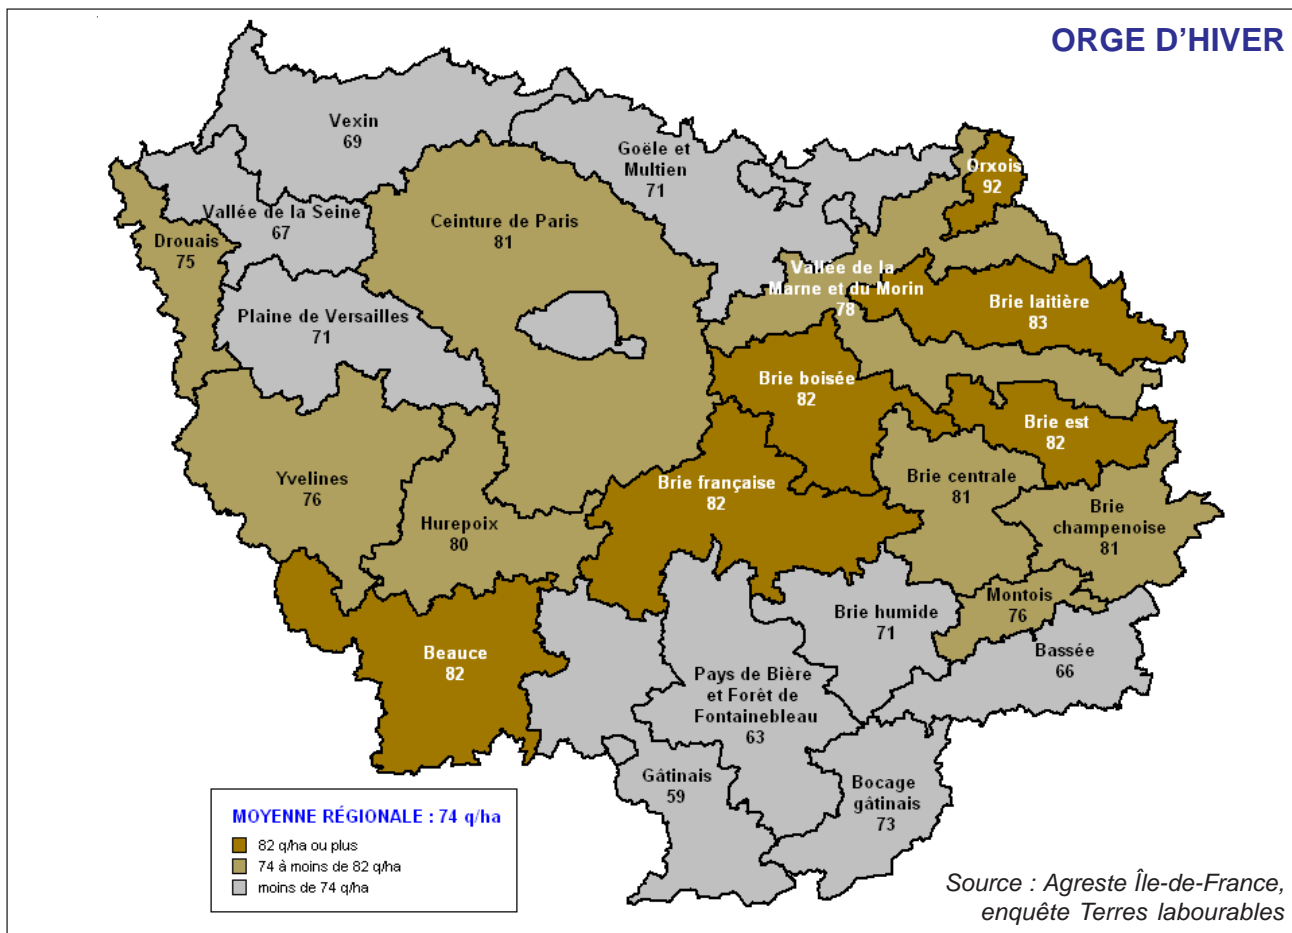 ORGE D'HIVER
Vexin
69
Goële et
Multien
71
Orxois
92
Vallée de la Seine
67
Ceinture de Paris
81
Drouais
75
Vallée de la
Marne et du Morin
78
Brie laitière
83
Plaine de Versailles
71
Brie boisée
82
Brie est
82
Yvelines
76
Brie française
82
Brie centrale
81
Hurepoix
80
Brie
champenoise
81
Montois
76
Brie humide
71
Beauce
82
Bassée
66
Pays de Bière
et Forêt de
Fontainebleau
63
Gâtinais
59
Bocage
gâtinais
73
MOYENNE RÉGIONALE : 74 q/ha
82 q/ha ou plus
74 à moins de 82 q/ha
moins de 74 q/ha
Source : Agreste Île-de-France,
enquête Terres labourables